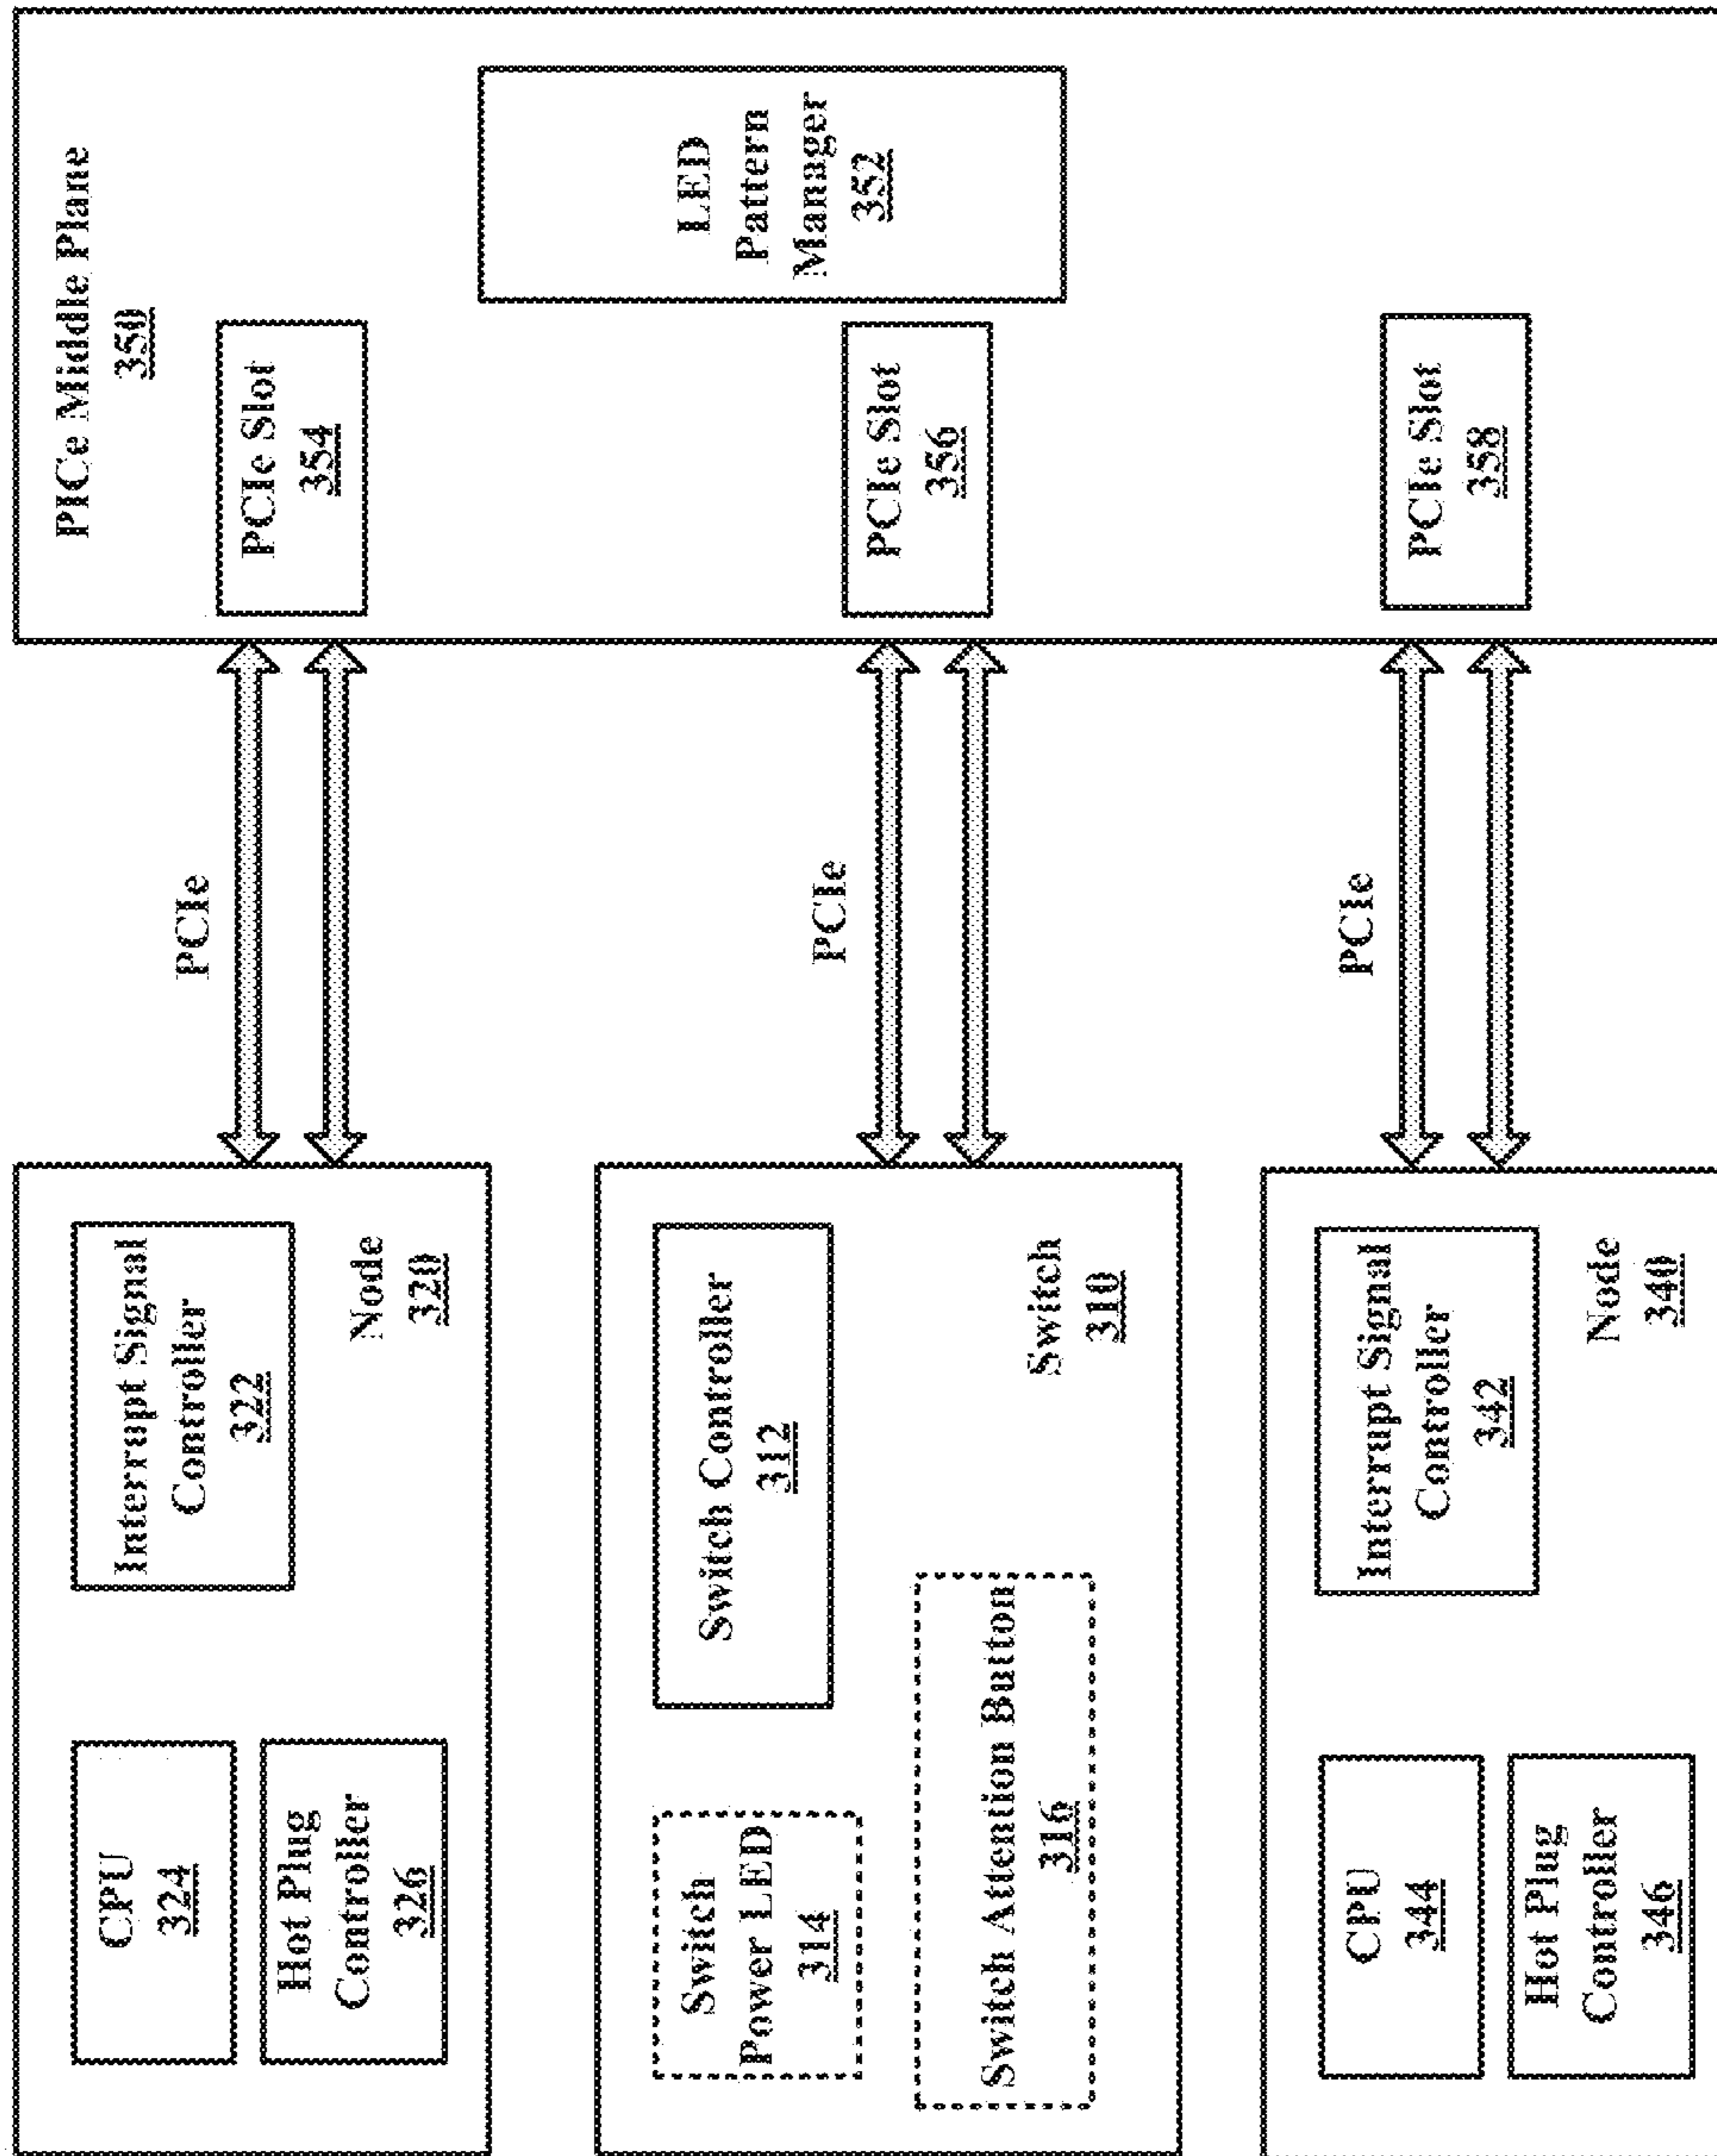 CPU
324
Hot Plug
Controller
326
Interrupt Signal
Controller
322
Node
320
Switch
Power LED
314
Switch Controller
312
Switch Attention Button
316
Switch
310
CPU
344
Hot Plug
Controller
346
Interrupt Signal
Controller
342
Node
340
PCIe
PCIe
PCIe
PICe Middle Plane
350
PCIe Slot
354
PCIe Slot
356
PCIe Slot
358
LED
Pattern
Manager
352